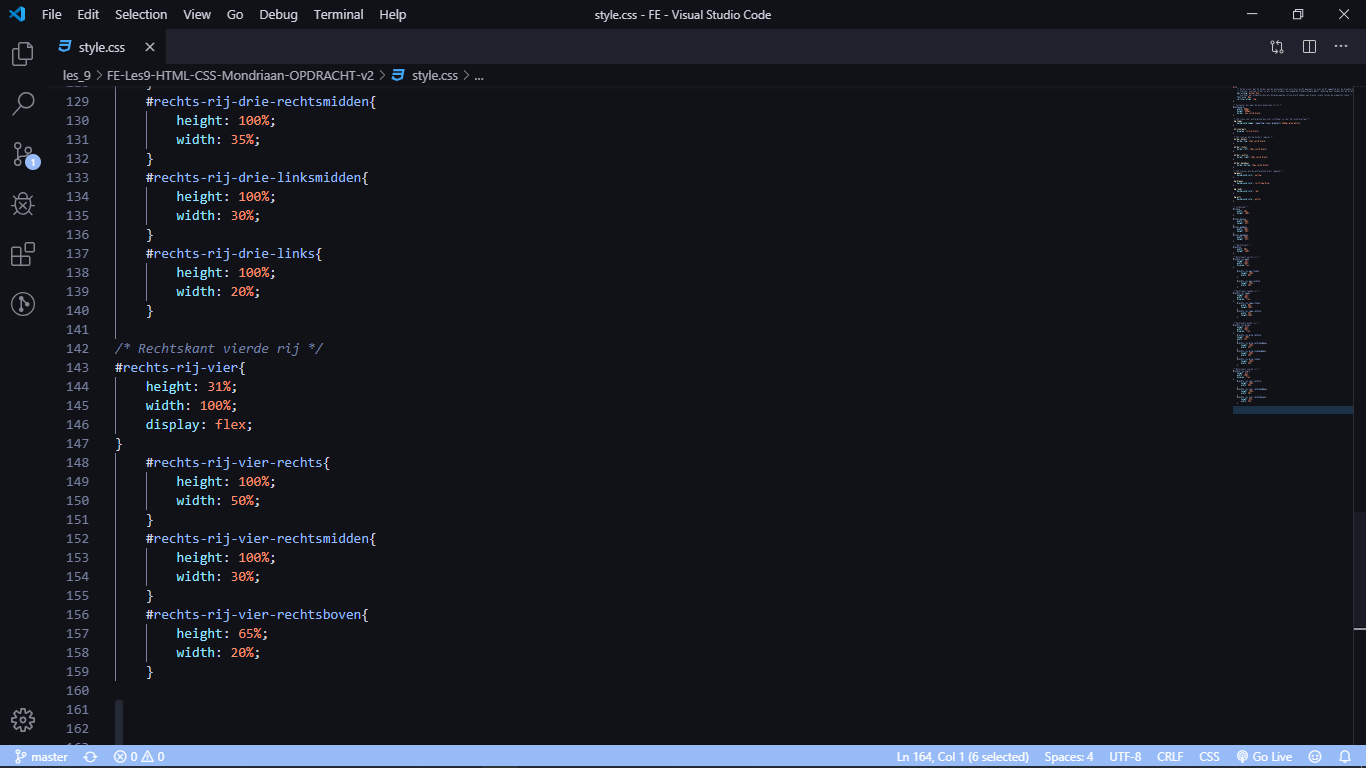 File Edit Selection View Go Debug Terminal Help style.css - FE - Visual Studio Code
style.css
les_9 > FE-Les9-HTML-CSS-Mondriaan-OPDRACHT-v2 > style.css > ...
129 #rechts-rij-drie-rechtsmidden{
130 height: 100%;
131 width: 35%;
132 }
133 #rechts-rij-drie-linksmidden{
134 height: 100%;
135 width: 30%;
136 }
137 #rechts-rij-drie-links{
138 height: 100%;
139 width: 20%;
140 }
141
142 /* Rechtskant vierde rij */
143 #rechts-rij-vier{
144 height: 31%;
145 width: 100%;
146 display: flex;
147 }
148 #rechts-rij-vier-rechts{
149 height: 100%;
150 width: 50%;
151 }
152 #rechts-rij-vier-rechtsmidden{
153 height: 100%;
154 width: 30%;
155 }
156 #rechts-rij-vier-rechtsboven{
157 height: 65%;
158 width: 20%;
159 }
160
161
162
1
master 0 0 Ln 164, Col 1 (6 selected) Spaces: 4 UTF-8 CRLF CSS Go Live